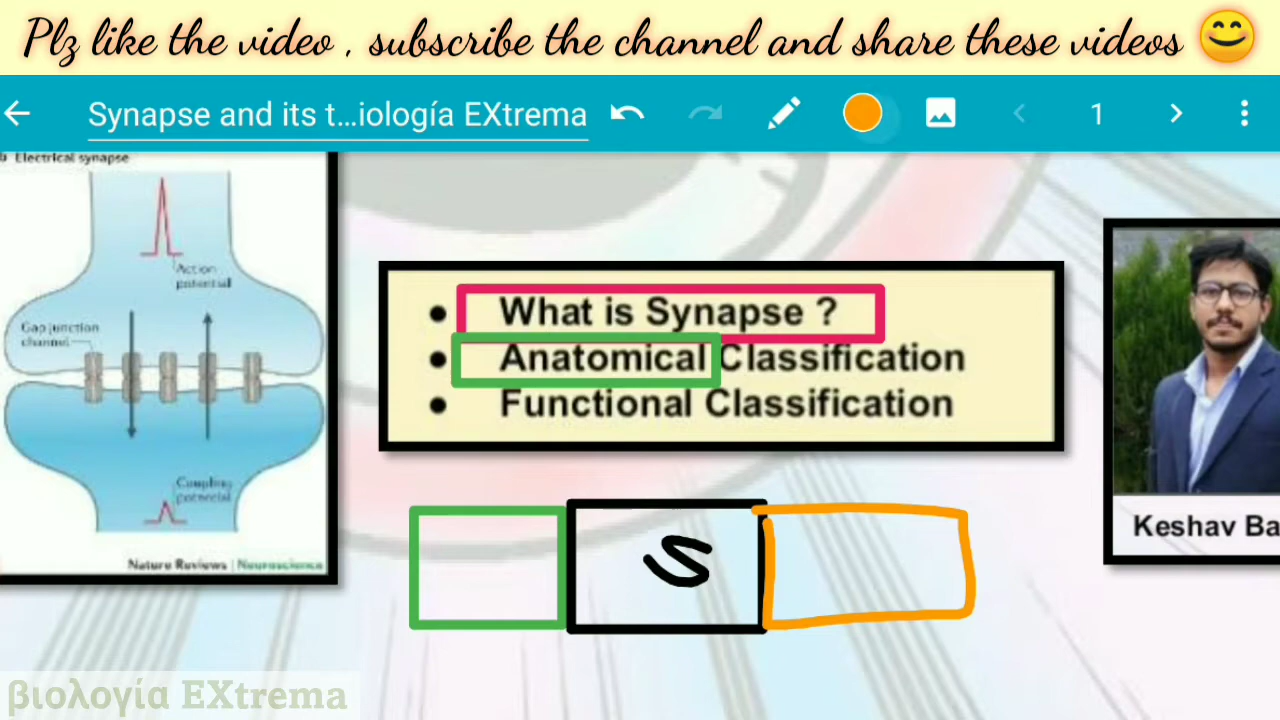 Plz like the video , subscribe the channel and share these videos 😊
Synapse and its t...iología EXtrema
1
b Electrical synapse
Action
potential
Gap junction
channel
Coupling
potential
Nature Reviews | Neuroscience
• What is Synapse ?
• Anatomical Classification
• Functional Classification
S
Keshav Ba
βιολογία EXtrema